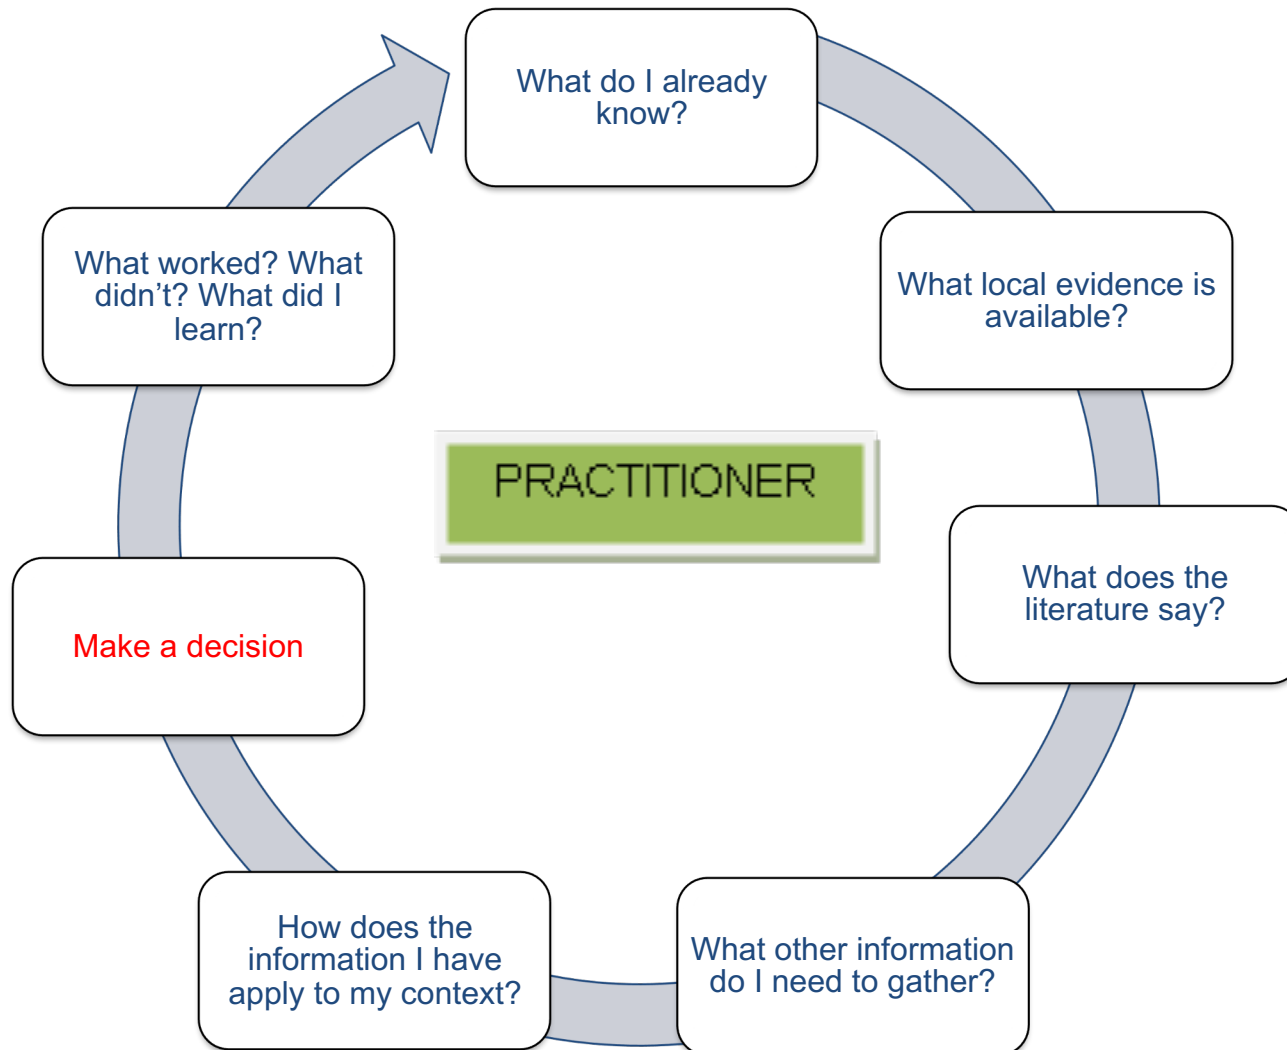 What do I already
know?
What local evidence is
available?
What does the
literature say?
What other information
do I need to gather?
How does the
information I have
apply to my context?
Make a decision
What worked? What
didn’t? What did I
learn?
PRACTITIONER